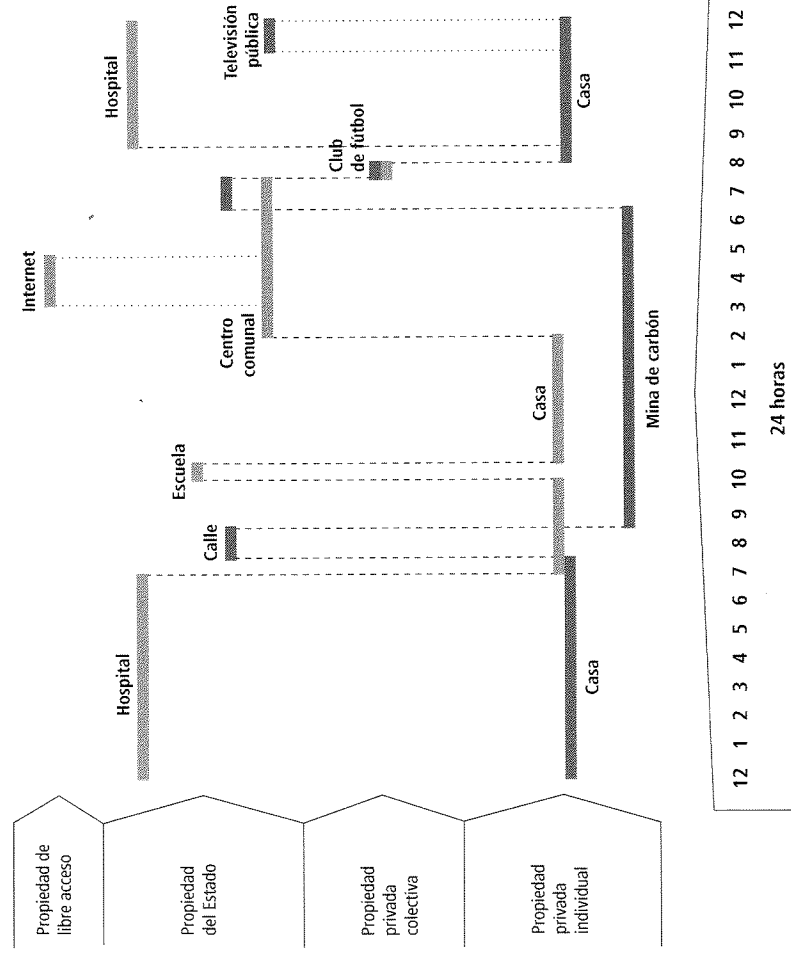 Propiedad de
libre acceso
Propiedad
del Estado
Propiedad
privada
colectiva
Propiedad
privada
individual
Internet
Hospital
Hospital
Televisión
pública
Escuela
Calle
Centro
comunal
Club
de fútbol
Casa
Casa
Casa
Mina de carbón
12 1 2 3 4 5 6 7 8 9 10 11 12 1 2 3 4 5 6 7 8 9 10 11 12
24 horas